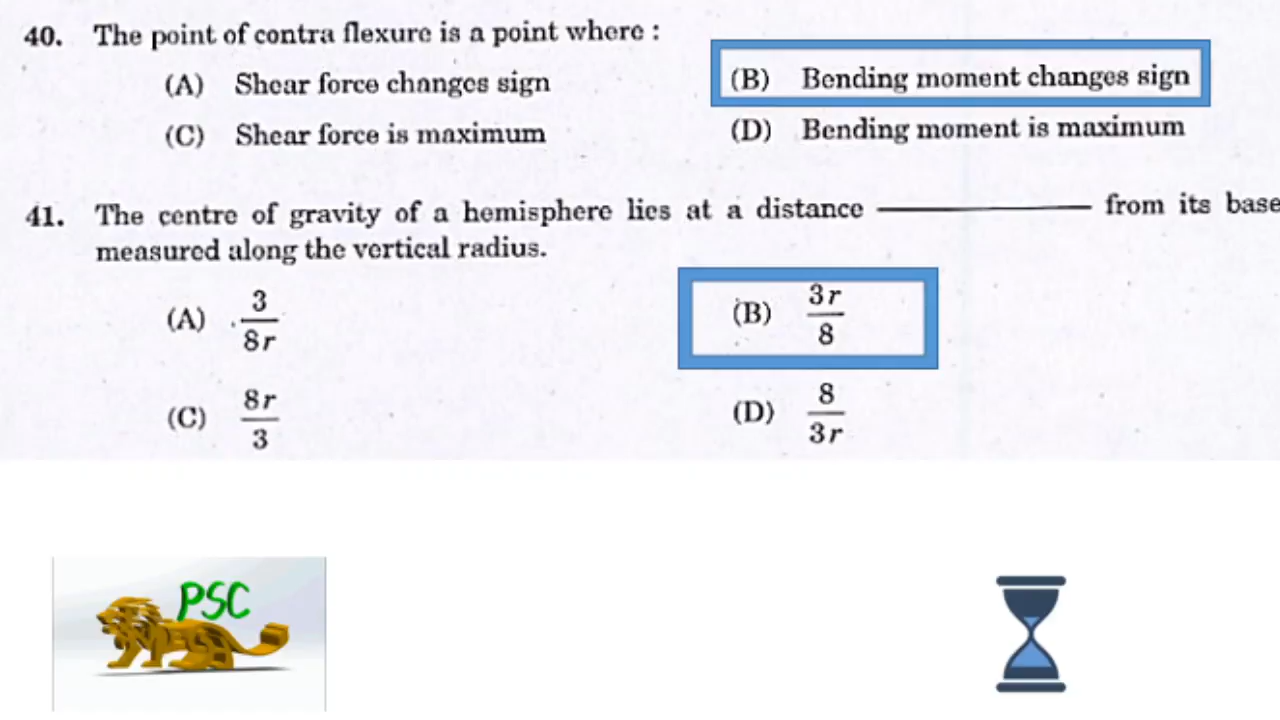 40. The point of contra flexure is a point where :
(A) Shear force changes sign
(B) Bending moment changes sign
(C) Shear force is maximum
(D) Bending moment is maximum
41. The centre of gravity of a hemisphere lies at a distance ———— from its base
measured along the vertical radius.
(A) 3/8r
(B) 3r/8
(C) 8r/3
(D) 8/3r
PSC